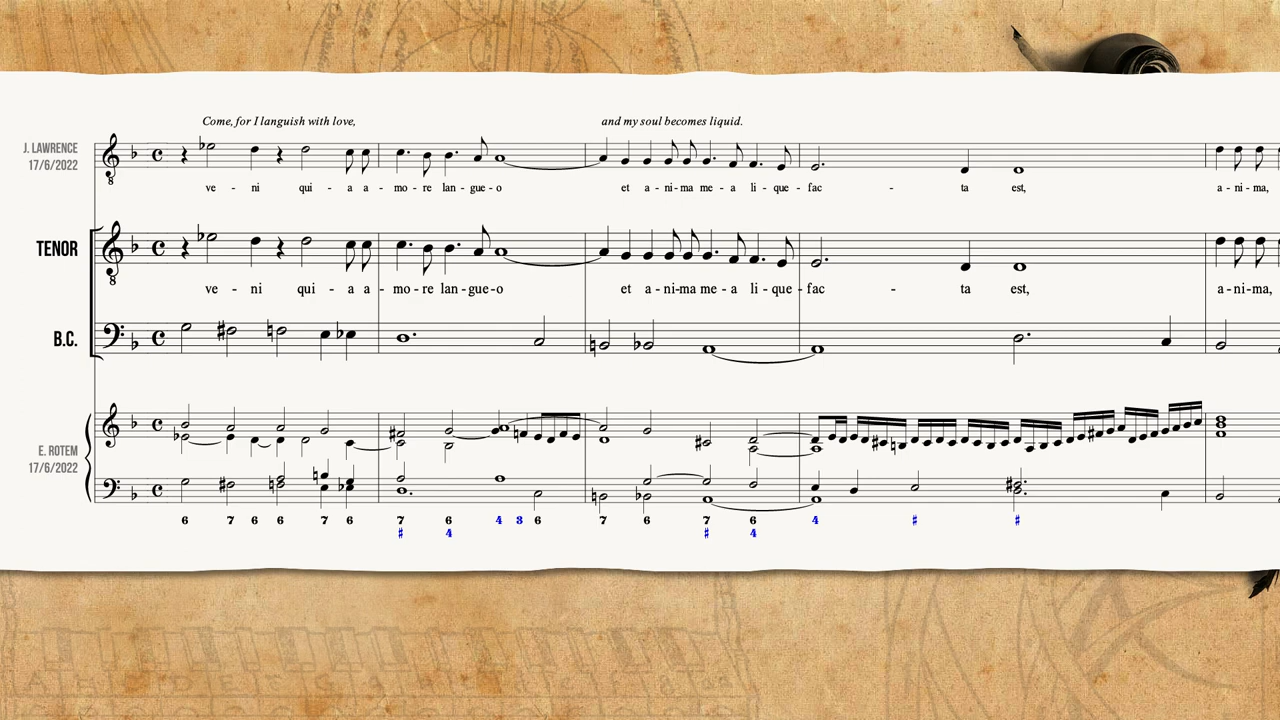 Come, for I languish with love, and my soul becomes liquid.
J. LAWRENCE
17/6/2022
ve - ni qui - a a - mo - re lan - gue - o et a - ni - ma me - a li - que - fac - ta est, a - ni - ma,
TENOR
ve - ni qui - a a - mo - re lan - gue - o et a - ni - ma me - a li - que - fac - ta est, a - ni - ma,
B.C.
E. ROTEM
17/6/2022
6 7 6 6 7 6 7 6 4 3 6 7 6 7 6 4 ♯ ♯
♯ 4 ♯ 4